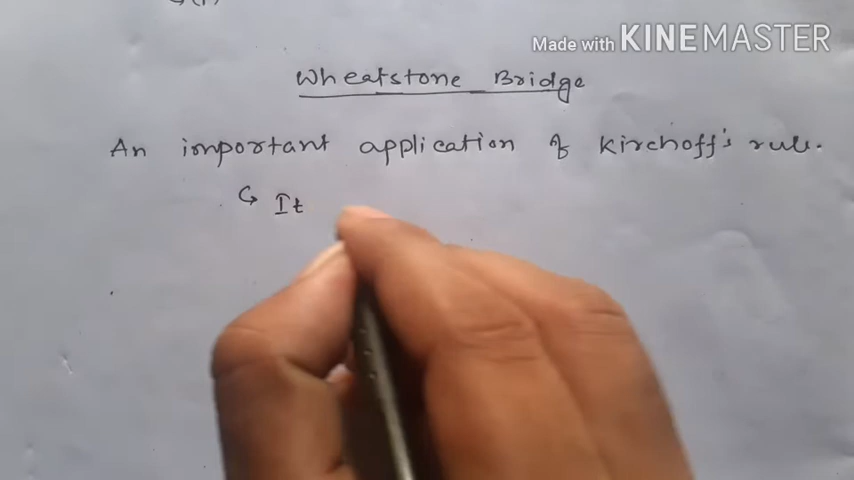 Made with KINEMASTER
Wheatstone Bridge
An important application of Kirchoff's rule.
↳ It